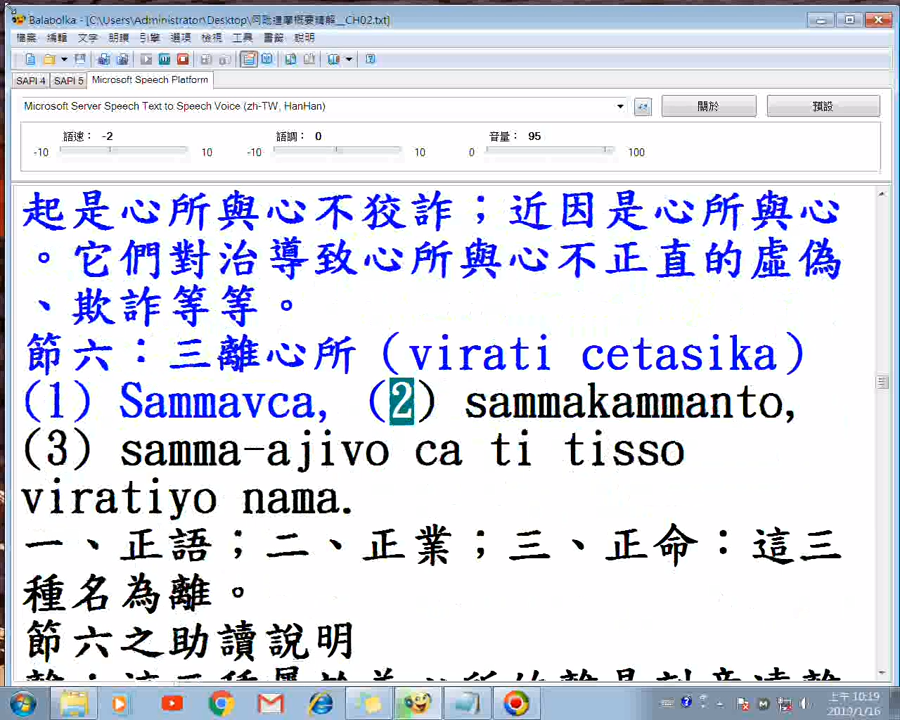 Balabolka - [C:\Users\Administrator\Desktop\阿毗達摩概要精解__CH02.txt]
檔案 編輯 文字 朗讀 引擎 選項 檢視 工具 書籤 說明
SAPI 4 SAPI 5 Microsoft Speech Platform
Microsoft Server Speech Text to Speech Voice (zh-TW, HanHan) 關於 預設
語速： -2 語調： 0 音量： 95
-10 10 -10 10 0 100
起是心所與心不狡詐；近因是心所與心
。它們對治導致心所與心不正直的虛偽
、欺詐等等。
節六：三離心所（virati cetasika）
(1) Sammavca, (2) sammakammanto,
(3) samma-ajivo ca ti tisso
viratiyo nama.
一、正語；二、正業；三、正命：這三
種名為離。
節六之助讀說明
上午 10:19
2019/1/16